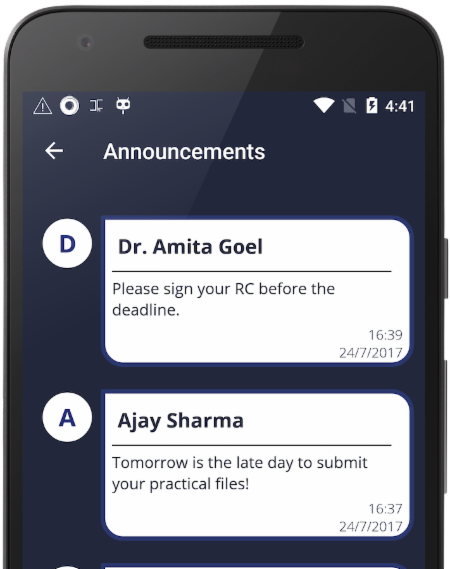 4:41
Announcements
D
Dr. Amita Goel
Please sign your RC before the
deadline.
16:39
24/7/2017
A
Ajay Sharma
Tomorrow is the late day to submit
your practical files!
16:37
24/7/2017